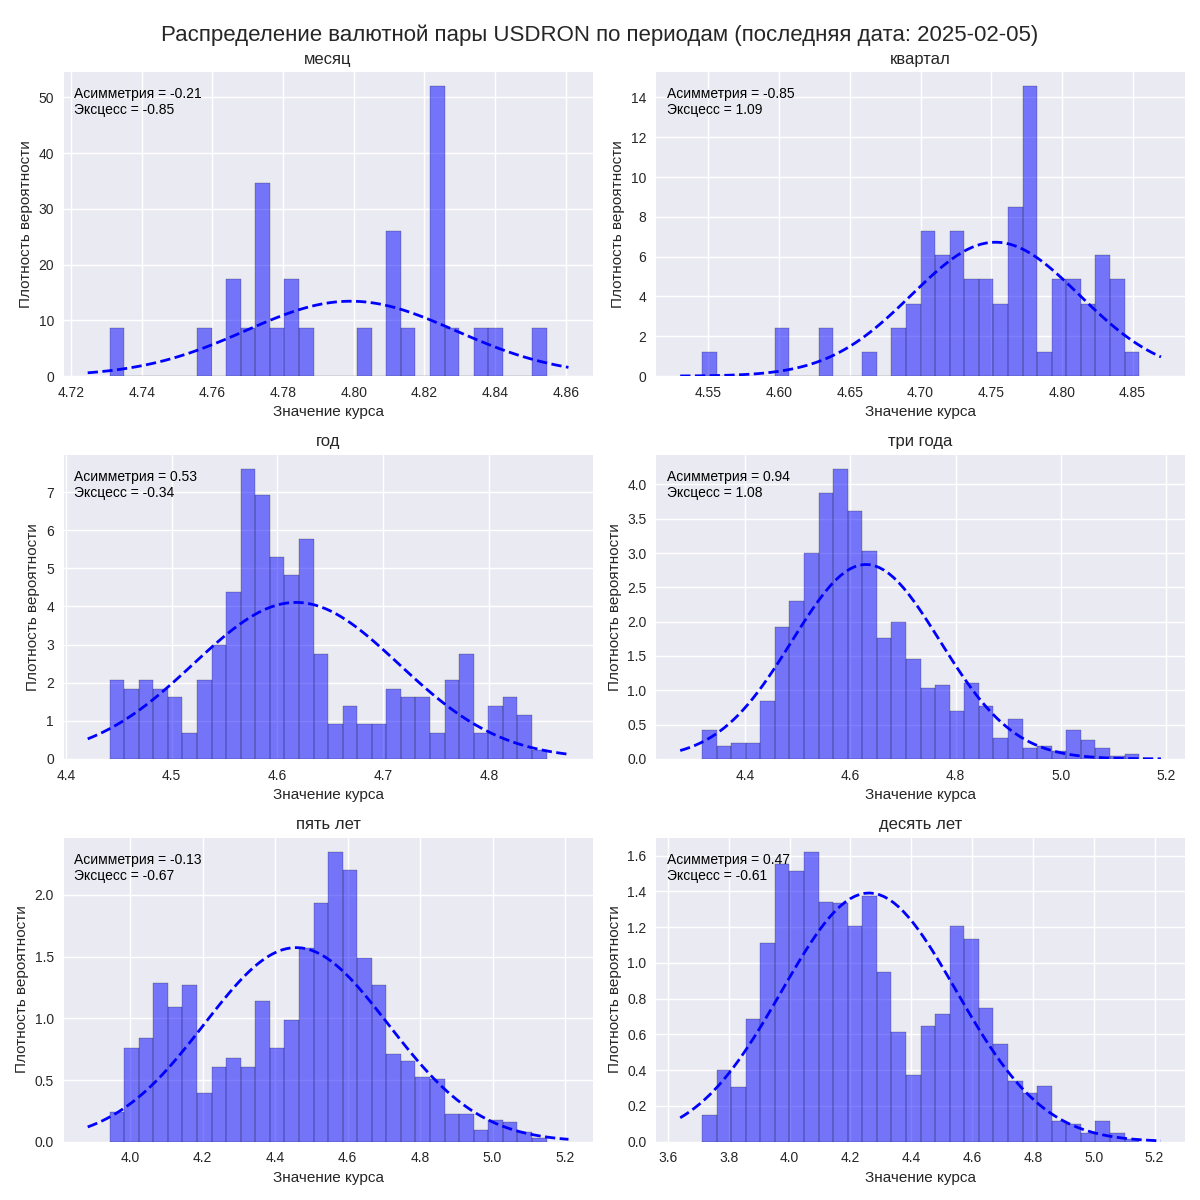 Распределение валютной пары USDRON по периодам (последняя дата: 2025-02-05)
месяц
Асимметрия = -0.21
Эксцесс = -0.85
Плотность вероятности
50
40
30
20
10
0
4.72 4.74 4.76 4.78 4.80 4.82 4.84 4.86
Значение курса
квартал
Асимметрия = -0.85
Эксцесс = 1.09
Плотность вероятности
14
12
10
8
6
4
2
0
4.55 4.60 4.65 4.70 4.75 4.80 4.85
Значение курса
год
Асимметрия = 0.53
Эксцесс = -0.34
Плотность вероятности
7
6
5
4
3
2
1
0
4.4 4.5 4.6 4.7 4.8
Значение курса
три года
Асимметрия = 0.94
Эксцесс = 1.08
Плотность вероятности
4.0
3.5
3.0
2.5
2.0
1.5
1.0
0.5
0.0
4.4 4.6 4.8 5.0 5.2
Значение курса
пять лет
Асимметрия = -0.13
Эксцесс = -0.67
Плотность вероятности
2.0
1.5
1.0
0.5
0.0
4.0 4.2 4.4 4.6 4.8 5.0 5.2
Значение курса
десять лет
Асимметрия = 0.47
Эксцесс = -0.61
Плотность вероятности
1.6
1.4
1.2
1.0
0.8
0.6
0.4
0.2
0.0
3.6 3.8 4.0 4.2 4.4 4.6 4.8 5.0 5.2
Значение курса